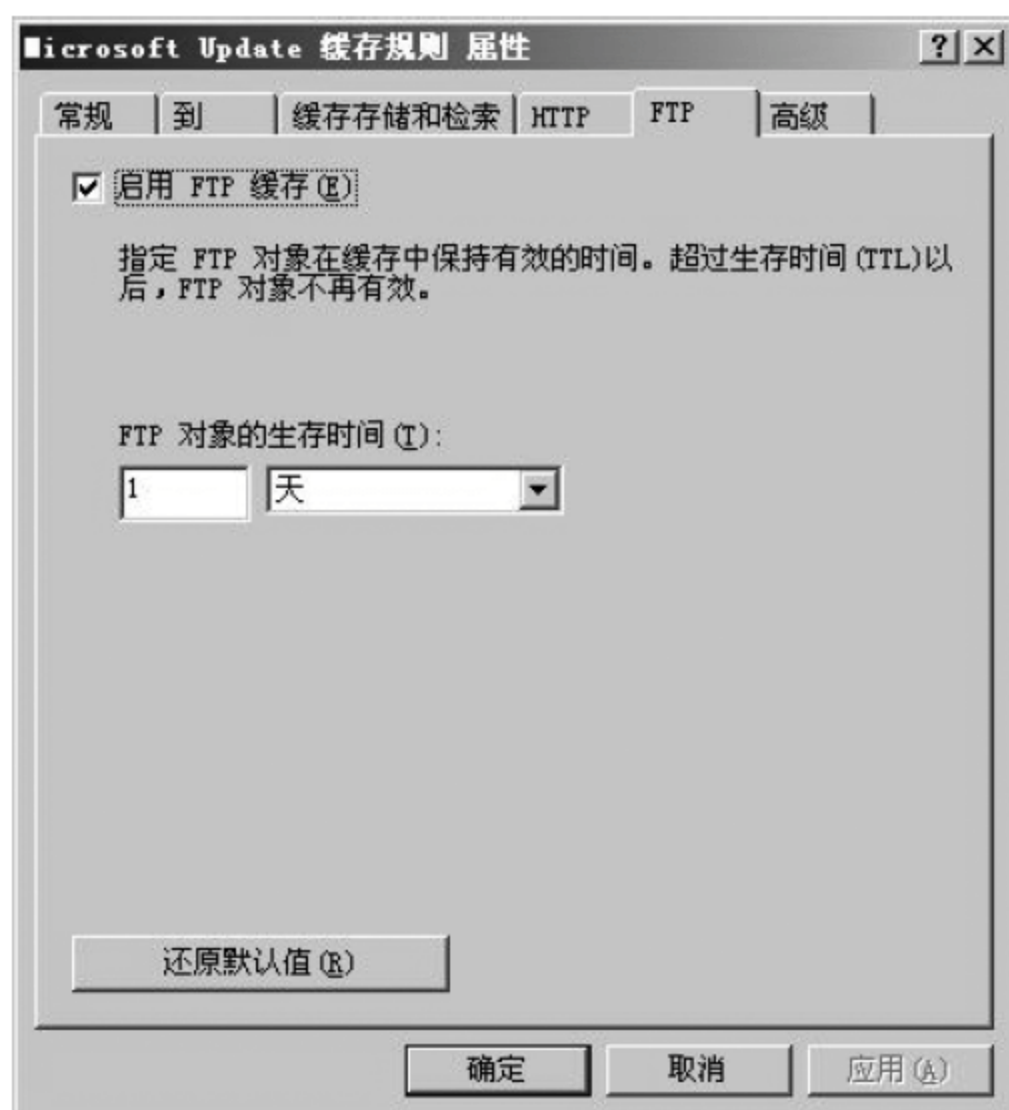 Microsoft Update 缓存规则 属性
常规 到 缓存存储和检索 HTTP FTP 高级
启用 FTP 缓存(E)
指定 FTP 对象在缓存中保持有效的时间。超过生存时间(TTL)以
后,FTP 对象不再有效。
FTP 对象的生存时间(T):
1 天
还原默认值(R)
确定 取消 应用(A)